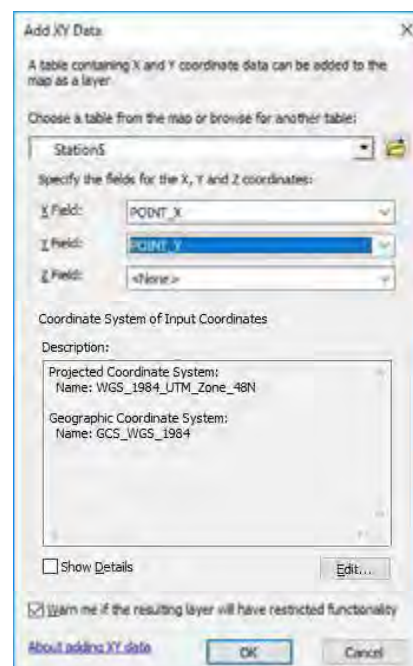 Add XY Data
A table containing X and Y coordinate data can be added to the
map as a layer
Choose a table from the map or browse for another table:
Stations
Specify the fields for the X, Y and Z coordinates:
X Field:
POINT_X
Y Field:
POINT_Y
Z Field:
<None>
Coordinate System of Input Coordinates
Description:
Projected Coordinate System:
Name: WGS_1984_UTM_Zone_48N
Geographic Coordinate System:
Name: GCS_WGS_1984
Show Details
Edit...
Warn me if the resulting layer will have restricted functionality
About adding XY data
OK
Cancel